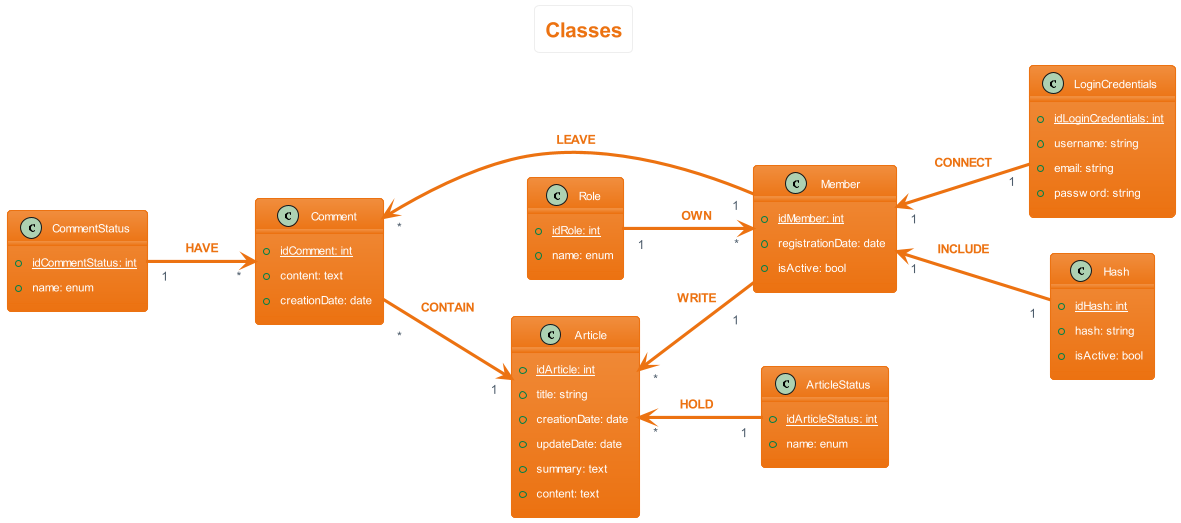 Classes
C LoginCredentials
idLoginCredentials: int
username: string
email: string
password: string
CONNECT
1
1
LEAVE
1
*
C Member
idMember: int
registrationDate: date
isActive: bool
C Role
idRole: int
name: enum
OWN
1
*
C Comment
idComment: int
content: text
creationDate: date
C CommentStatus
idCommentStatus: int
name: enum
HAVE
1
*
INCLUDE
1
1
C Hash
idHash: int
hash: string
isActive: bool
WRITE
1
*
CONTAIN
*
1
C Article
idArticle: int
title: string
creationDate: date
updateDate: date
summary: text
content: text
HOLD
*
1
C ArticleStatus
idArticleStatus: int
name: enum